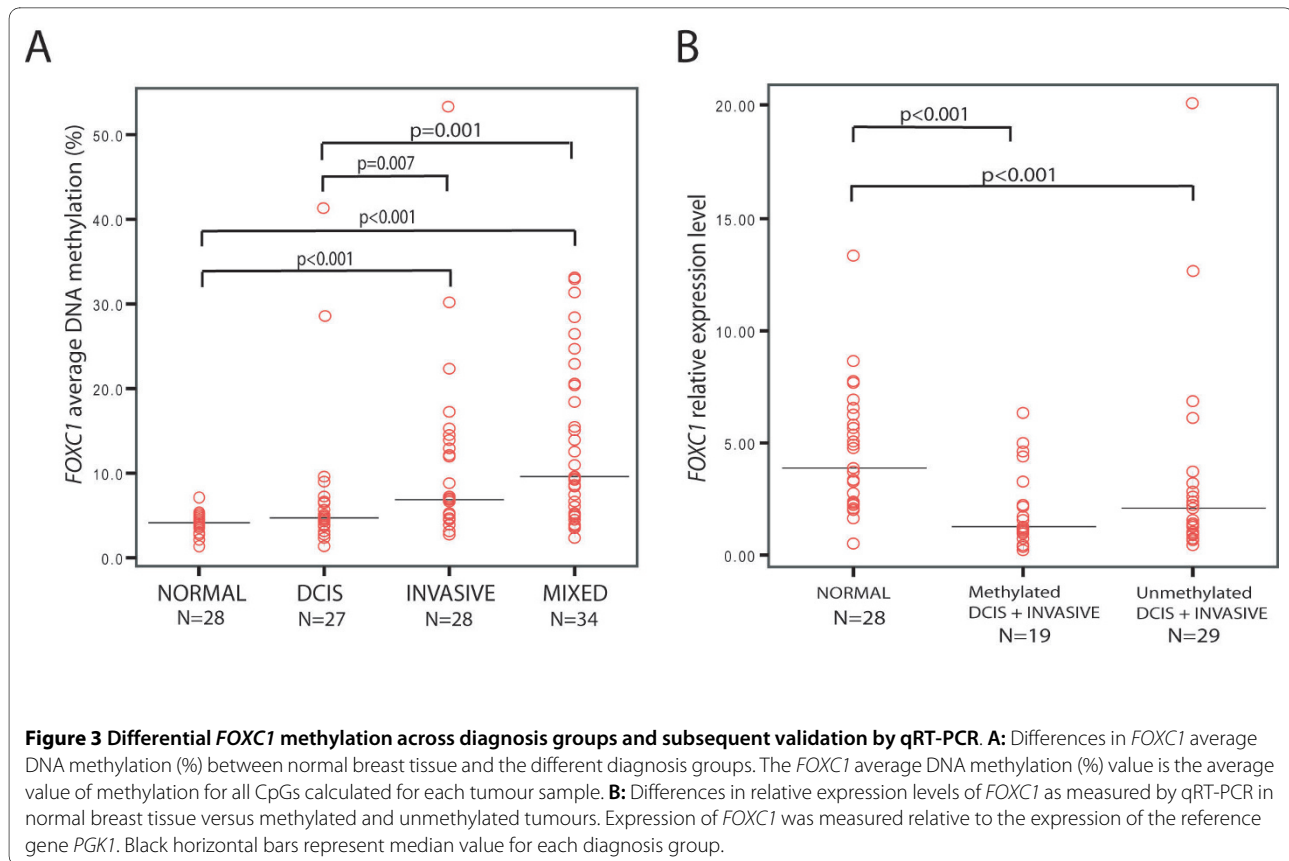 A
FOXC1 average DNA methylation (%)
50.0
40.0
30.0
20.0
10.0
0.0
p=0.001
p=0.007
p<0.001
p<0.001
NORMAL
N=28
DCIS
N=27
INVASIVE
N=28
MIXED
N=34
B
FOXC1 relative expression level
20.00
15.00
10.00
5.00
0.00
p<0.001
p<0.001
NORMAL
N=28
Methylated
DCIS + INVASIVE
N=19
Unmethylated
DCIS + INVASIVE
N=29
Figure 3 Differential FOXC1 methylation across diagnosis groups and subsequent validation by qRT-PCR. A: Differences in FOXC1 average
DNA methylation (%) between normal breast tissue and the different diagnosis groups. The FOXC1 average DNA methylation (%) value is the average
value of methylation for all CpGs calculated for each tumour sample. B: Differences in relative expression levels of FOXC1 as measured by qRT-PCR in
normal breast tissue versus methylated and unmethylated tumours. Expression of FOXC1 was measured relative to the expression of the reference
gene PGK1. Black horizontal bars represent median value for each diagnosis group.